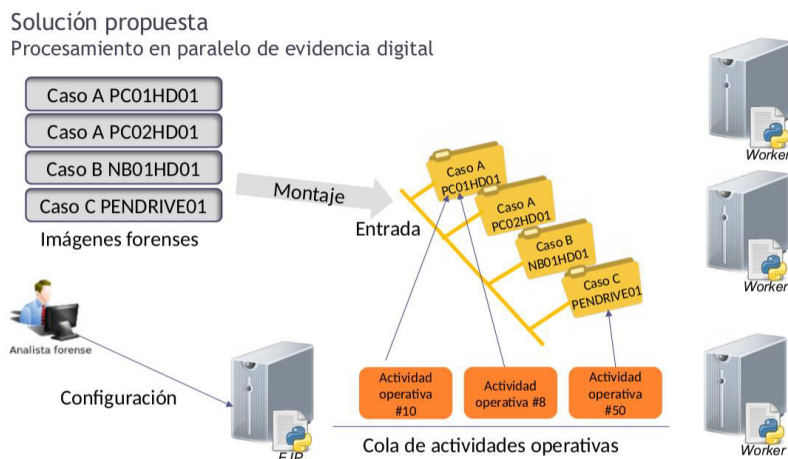 Solución propuesta
Procesamiento en paralelo de evidencia digital
Caso A PC01HD01
Caso A PC02HD01
Caso B NB01HD01
Caso C PENDRIVE01
Imágenes forenses
Montaje
Entrada
Caso A
PC01HD01
Caso A
PC02HD01
Caso B
NB01HD01
Caso C
PENDRIVE01
Worker
Worker
Worker
Analista forense
Configuración
Actividad
operativa
#10
Actividad
operativa #8
Actividad
operativa
#50
Cola de actividades operativas